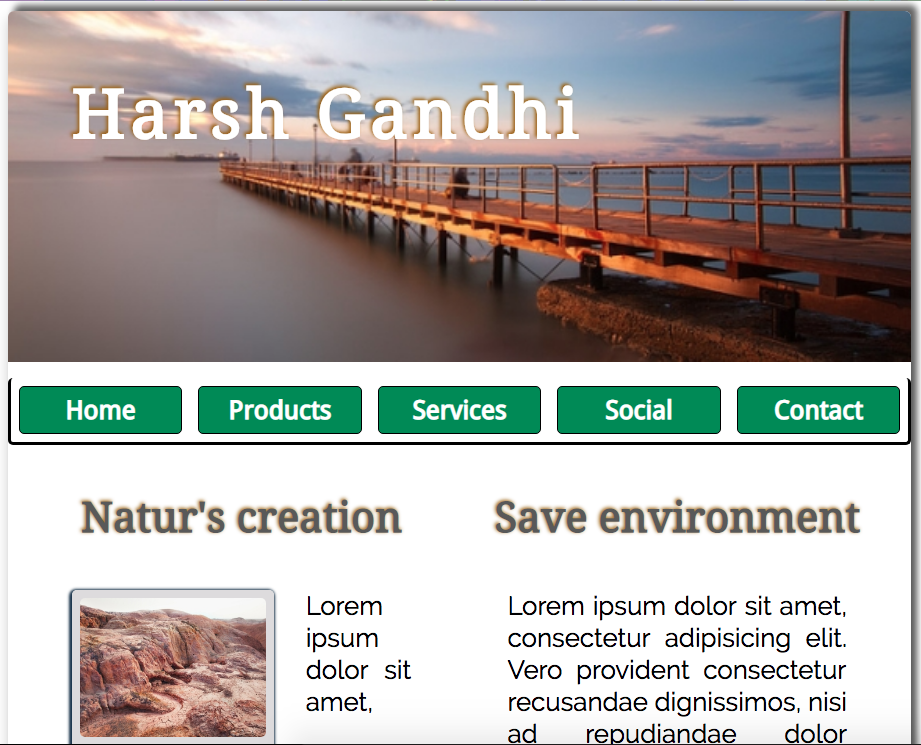 Harsh Gandhi
Home Products Services Social Contact
Natur's creation
Save environment
Lorem
ipsum
dolor sit
amet,
Lorem ipsum dolor sit amet,
consectetur adipisicing elit.
Vero provident consectetur
recusandae dignissimos, nisi
ad repudiandae dolor